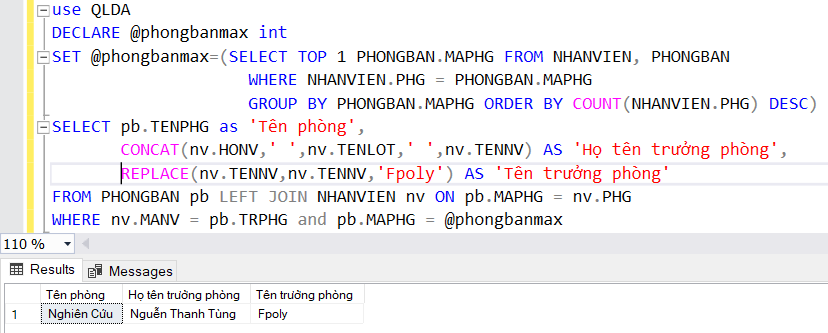 use QLDA
DECLARE @phongbanmax int
SET @phongbanmax=(SELECT TOP 1 PHONGBAN.MAPHG FROM NHANVIEN, PHONGBAN
WHERE NHANVIEN.PHG = PHONGBAN.MAPHG
GROUP BY PHONGBAN.MAPHG ORDER BY COUNT(NHANVIEN.PHG) DESC)
SELECT pb.TENPHG as 'Tên phòng',
CONCAT(nv.HONV,' ',nv.TENLOT,' ',nv.TENNV) AS 'Họ tên trưởng phòng',
REPLACE(nv.TENNV,nv.TENNV,'Fpoly') AS 'Tên trưởng phòng'
FROM PHONGBAN pb LEFT JOIN NHANVIEN nv ON pb.MAPHG = nv.PHG
WHERE nv.MANV = pb.TRPHG and pb.MAPHG = @phongbanmax
110 %
Results Messages
Tên phòng Họ tên trưởng phòng Tên trưởng phòng
1 Nghiên Cứu Nguễn Thanh Tùng Fpoly